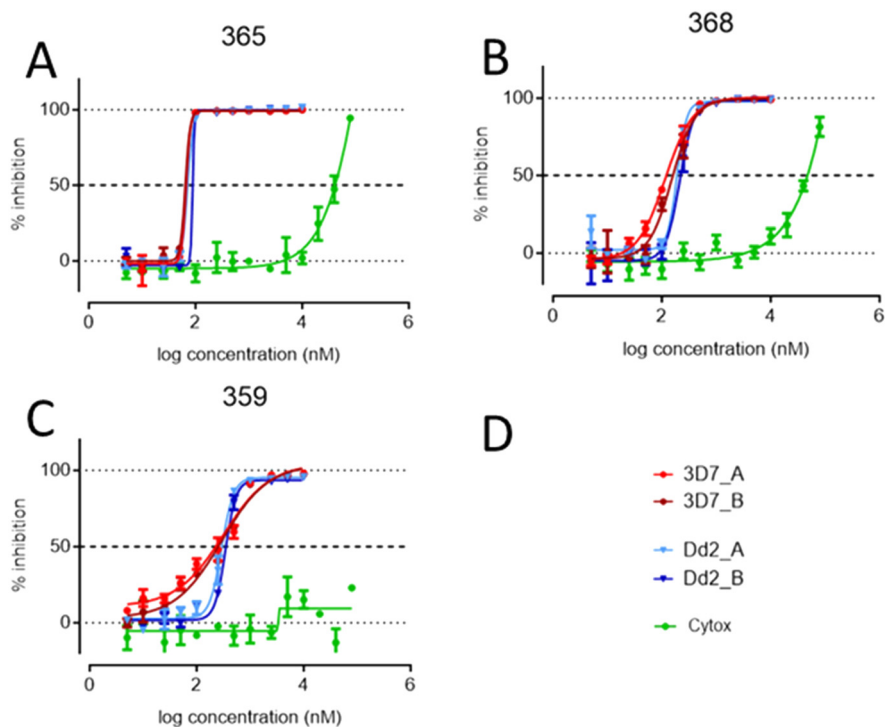 365
A
100
50
0
% inhibition
0 2 4 6
log concentration (nM)
368
B
100
50
0
% inhibition
0 2 4 6
log concentration (nM)
359
C
100
50
0
% inhibition
0 2 4 6
log concentration (nM)
D
3D7_A
3D7_B
Dd2_A
Dd2_B
Cytox